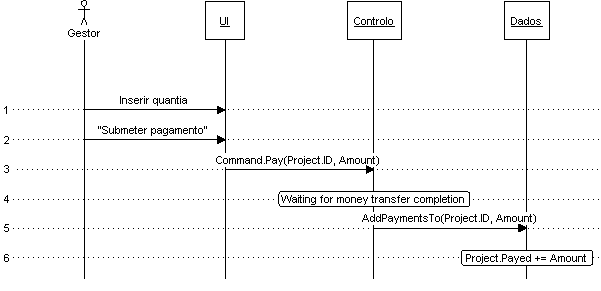 Gestor
UI
Controlo
Dados
1
Inserir quantia
2
"Submeter pagamento"
3
Command.Pay(Project.ID, Amount)
4
Waiting for money transfer completion
5
AddPaymentsTo(Project.ID, Amount)
6
Project.Payed += Amount